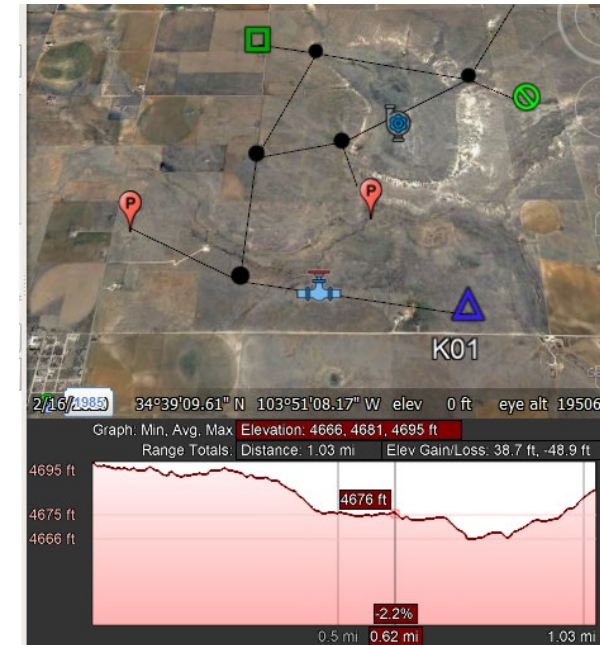 P
P
K01
1985
34°39'09.61" N 103°51'08.17" W elev 0 ft eye alt 19506
Graph: Min, Avg, Max Elevation: 4666, 4681, 4695 ft
Range Totals: Distance: 1.03 mi Elev Gain/Loss: 38.7 ft, -48.9 ft
4695 ft
4676 ft
4675 ft
4666 ft
-2.2%
0.5 mi 0.62 mi 1.03 mi